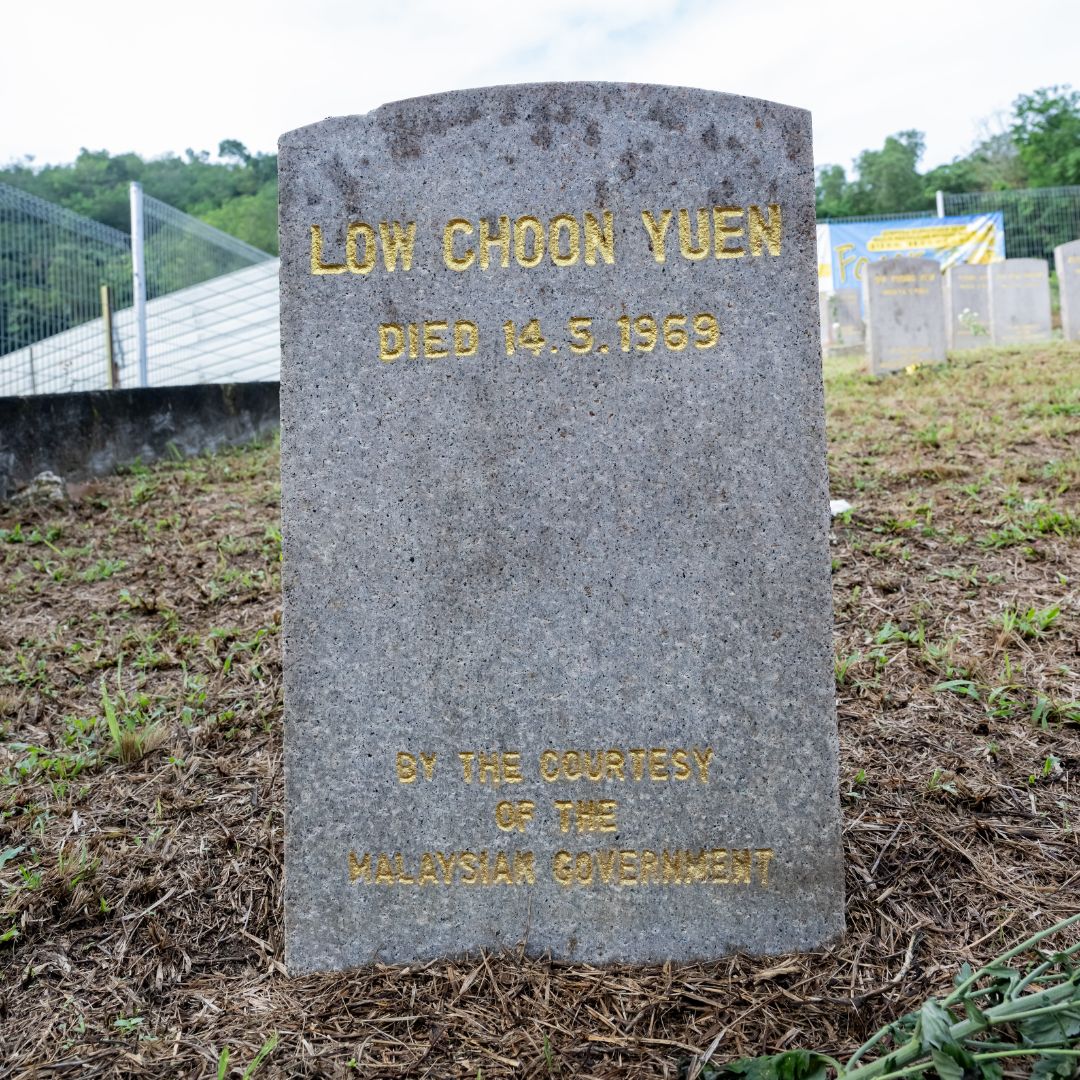 LOW CHOON YUEN
DIED 14.5.1969
BY THE COURTESY
OF THE
MALAYSIAN GOVERNMENT